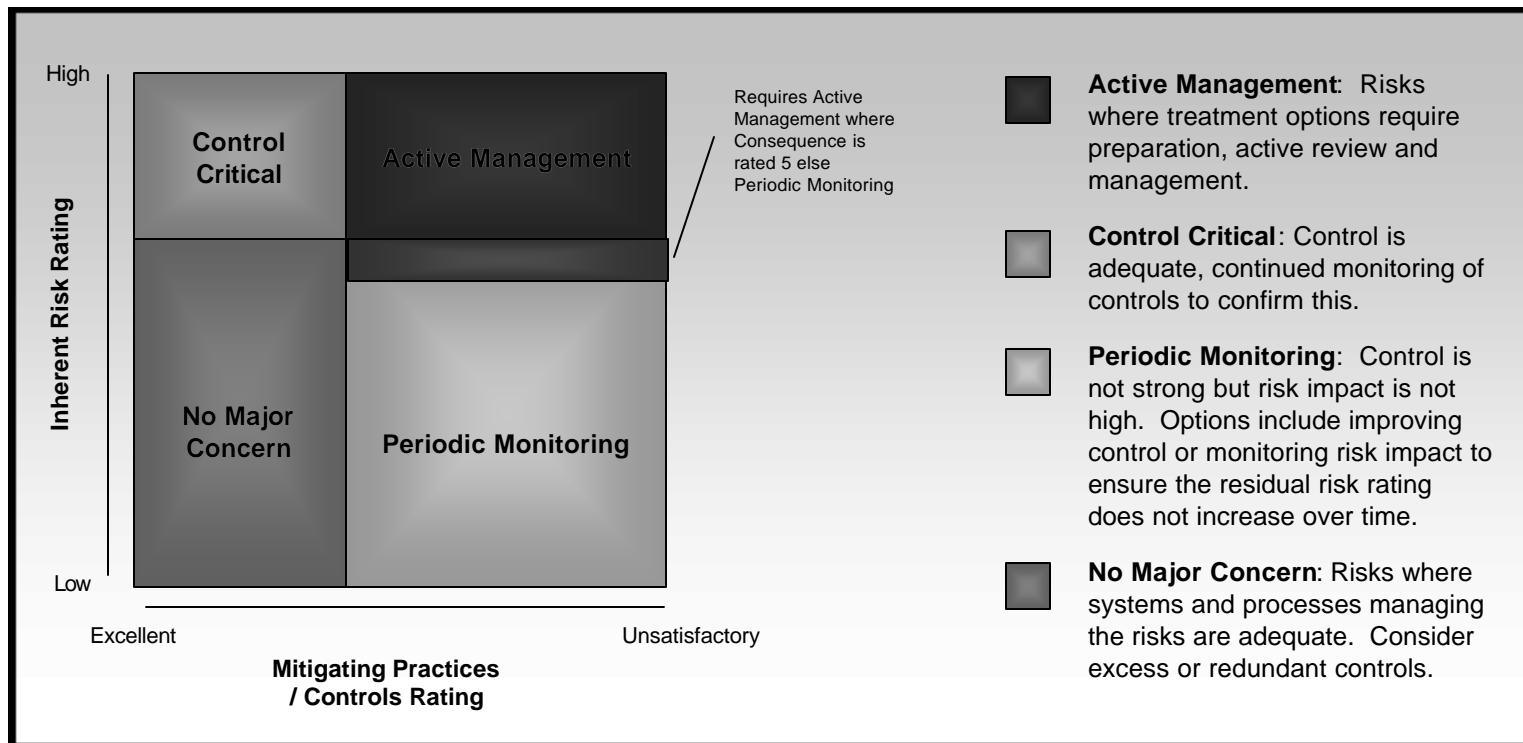 High
Control
Critical
Active Management
Requires Active
Management where
Consequence is
rated 5 else
Periodic Monitoring
Inherent Risk Rating
No Major
Concern
Periodic Monitoring
Low
Excellent
Unsatisfactory
Mitigating Practices
/ Controls Rating
Active Management: Risks
where treatment options require
preparation, active review and
management.
Control Critical: Control is
adequate, continued monitoring of
controls to confirm this.
Periodic Monitoring: Control is
not strong but risk impact is not
high. Options include improving
control or monitoring risk impact to
ensure the residual risk rating
does not increase over time.
No Major Concern: Risks where
systems and processes managing
the risks are adequate. Consider
excess or redundant controls.